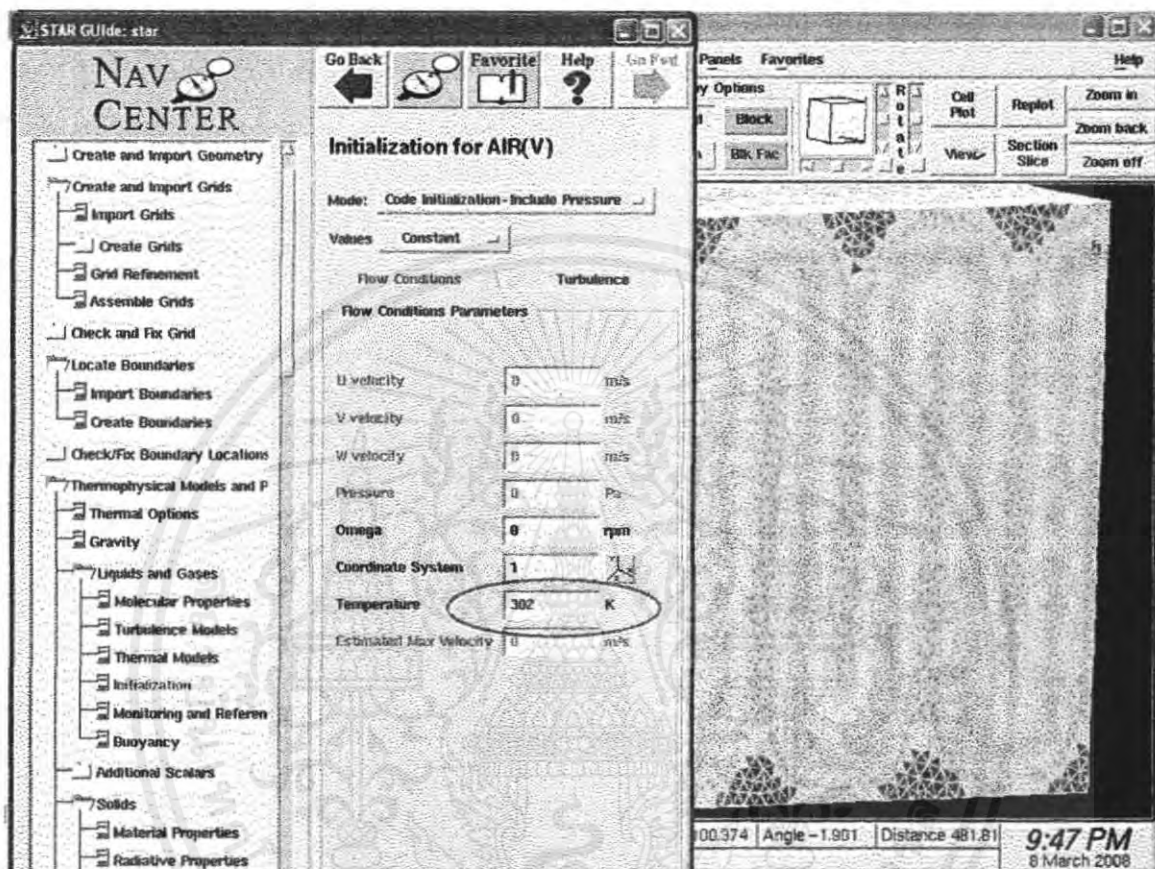 STAR GUIde: star
NAV
CENTER
Create and Import Geometry
Create and Import Grids
Import Grids
Create Grids
Grid Refinement
Assemble Grids
Check and Fix Grid
Locate Boundaries
Import Boundaries
Create Boundaries
Check/Fix Boundary Locations
Thermophysical Models and P
Thermal Options
Gravity
Liquids and Gases
Molecular Properties
Turbulence Models
Thermal Models
Initialization
Monitoring and Referen
Buoyancy
Additional Scalars
Solids
Material Properties
Radiative Properties
Go Back Favorite Help Go Fwd
Initialization for AIR(V)
Mode: Code Initialization-Include Pressure
Values Constant
Flow Conditions Turbulence
Flow Conditions Parameters
U velocity 0 m/s
V velocity 0 m/s
W velocity 0 m/s
Pressure 0 Pa
Omega 0 rpm
Coordinate System 1
Temperature 302 K
Estimated Max Velocity 0 m/s
Panels Favorites Help
Options
Block
Blk Fac
Rotate
Cell Plot
Replot
Zoom in
Zoom back
View
Section Slice
Zoom off
00.374 Angle -1.901 Distance 481.81
9:47 PM
8 March 2008